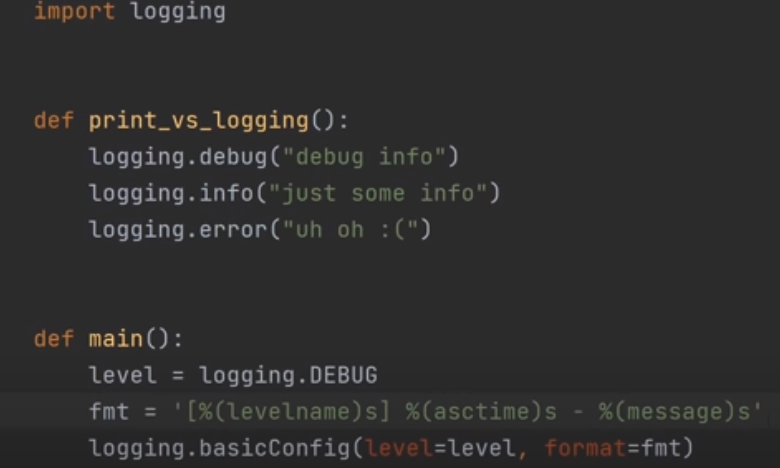 import logging
def print_vs_logging():
    logging.debug("debug info")
    logging.info("just some info")
    logging.error("uh oh :(")
def main():
    level = logging.DEBUG
    fmt = '[%(levelname)s] %(asctime)s - %(message)s'
    logging.basicConfig(level=level, format=fmt)